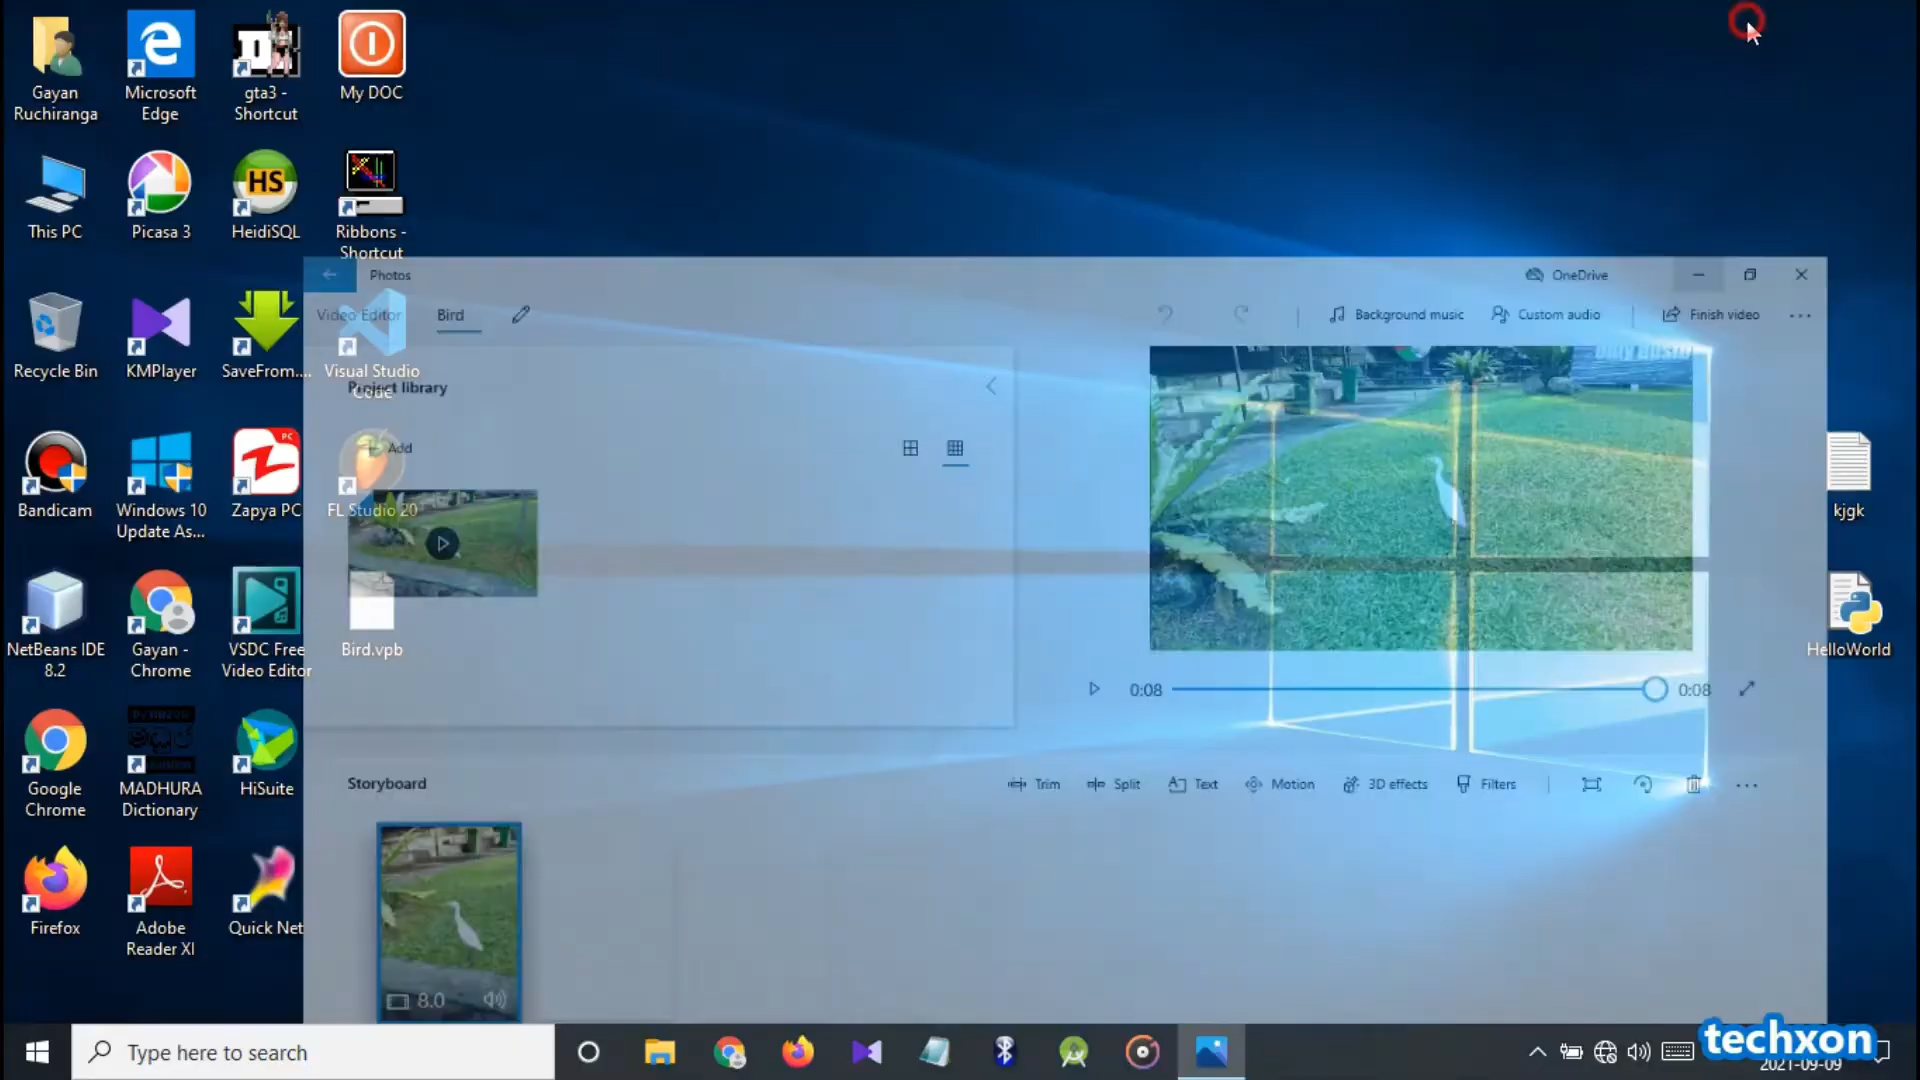 Gayan
Ruchiranga
Microsoft
Edge
gta3 -
Shortcut
My DOC
This PC
Picasa 3
HS
HeidiSQL
Ribbons -
Shortcut
Photos
OneDrive
Video Editor
Bird
Background music
Custom audio
Finish video
Recycle Bin
KMPlayer
SaveFrom....
Visual Studio
Code
Project library
Add
PC
Bandicam
Windows 10
Update As...
Zapya PC
FL Studio 20
kjgk
NetBeans IDE
8.2
Gayan -
Chrome
VSDC Free
Video Editor
Bird.vpb
HelloWorld
0:08
0:08
Google
Chrome
MADHURA
Dictionary
HiSuite
Storyboard
Trim
Split
Text
Motion
3D effects
Filters
Firefox
Adobe
Reader XI
Quick Net
8.0
Type here to search
techxon
2021-09-09